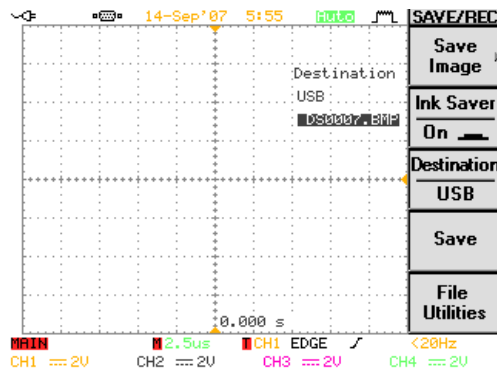 14-Sep'07 5:55 Auto SAVE/REC
Save
Image
Destination
USB
DS0007.BMP
Ink Saver
On
Destination
USB
Save
File
Utilities
0.000 s
MAIN M 2.5us T CH1 EDGE <20Hz
CH1 2V CH2 2V CH3 2V CH4 2V